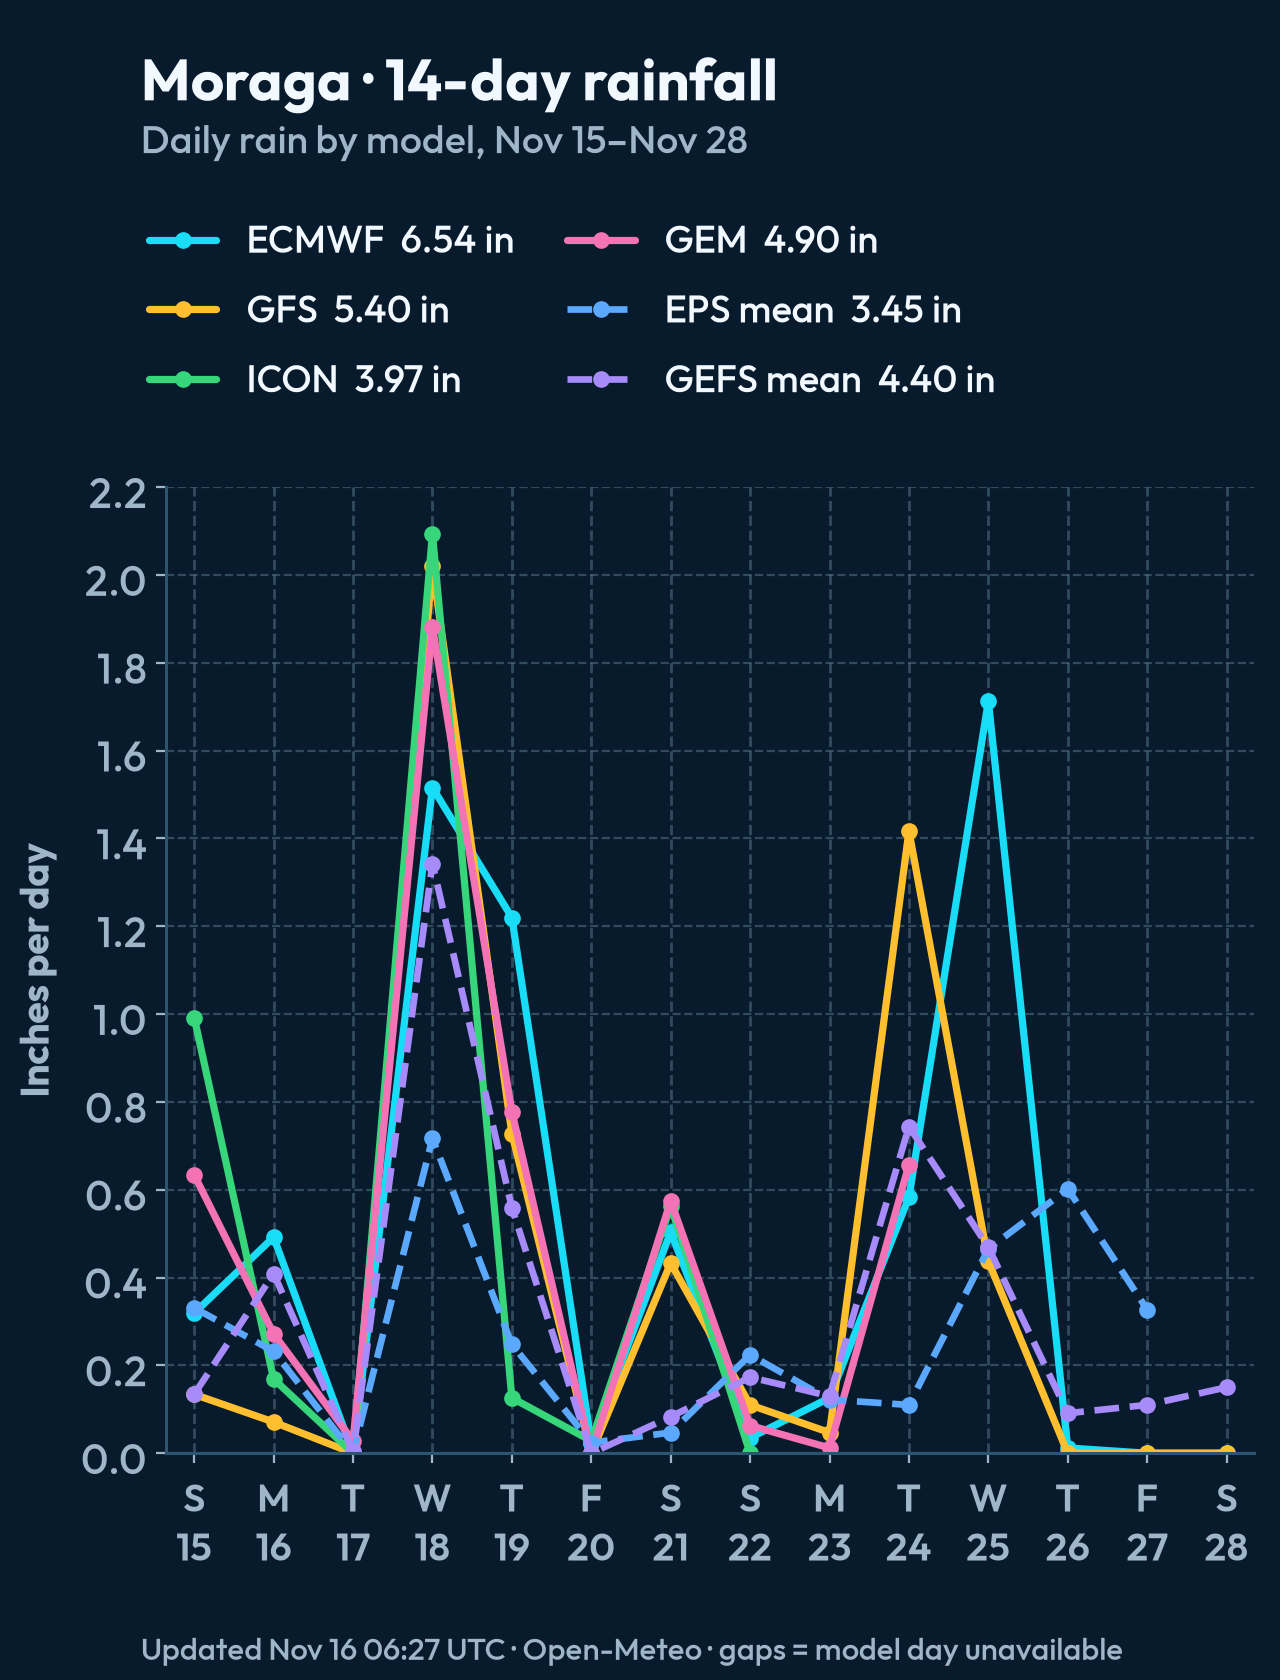 Moraga · 14-day rainfall
Daily rain by model, Nov 15–Nov 28
ECMWF 6.54 in
GEM 4.90 in
GFS 5.40 in
EPS mean 3.45 in
ICON 3.97 in
GEFS mean 4.40 in
Inches per day
2.2
2.0
1.8
1.6
1.4
1.2
1.0
0.8
0.6
0.4
0.2
0.0
S M T W T F S S M T W T F S
15 16 17 18 19 20 21 22 23 24 25 26 27 28
Updated Nov 16 06:27 UTC · Open-Meteo · gaps = model day unavailable